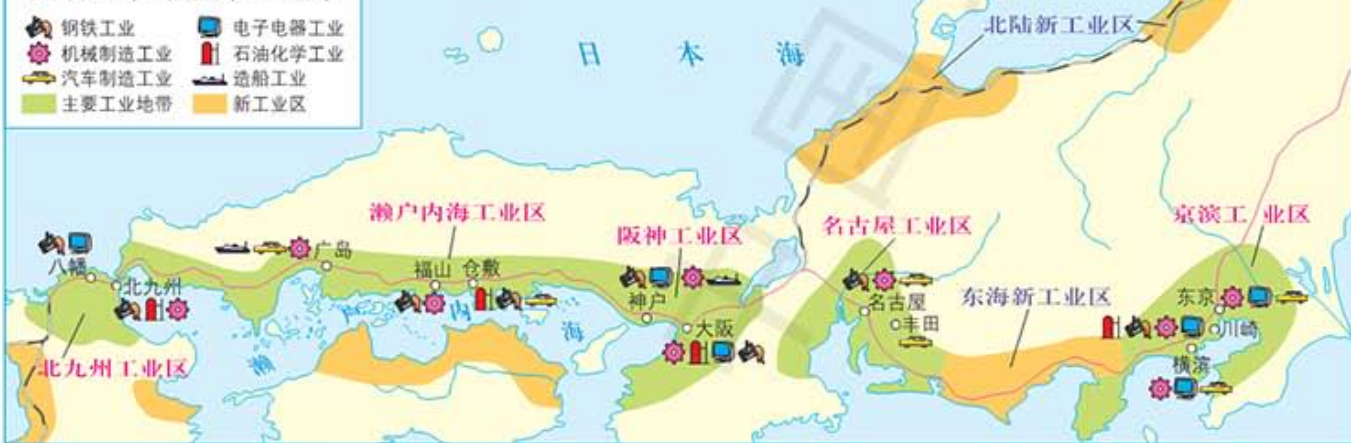 钢铁工业
电子电器工业
机械制造工业
石油化学工业
汽车制造工业
造船工业
主要工业地带
新工业区
日本海
北陆新工业区
濑户内海工业区
阪神工业区
名古屋工业区
京滨工业区
八幡
北九州
广岛
福山
仓敷
神户
大阪
名古屋
丰田
东海新工业区
东京
川崎
横滨
濑户内海
北九州工业区